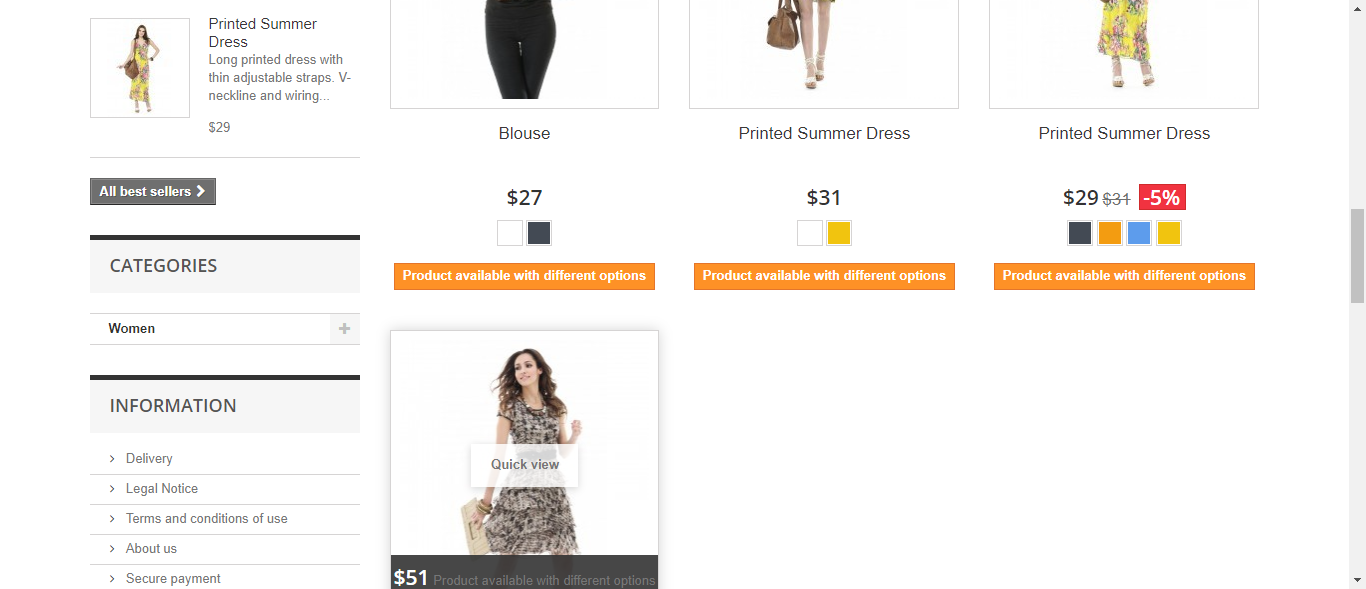 Printed Summer
Dress
Long printed dress with
thin adjustable straps. V-
neckline and wiring...
$29
All best sellers
CATEGORIES
Women
INFORMATION
Delivery
Legal Notice
Terms and conditions of use
About us
Secure payment
Blouse
$27
Product available with different options
Printed Summer Dress
$31
Product available with different options
Printed Summer Dress
$29 $31 -5%
Product available with different options
Quick view
$51 Product available with different options